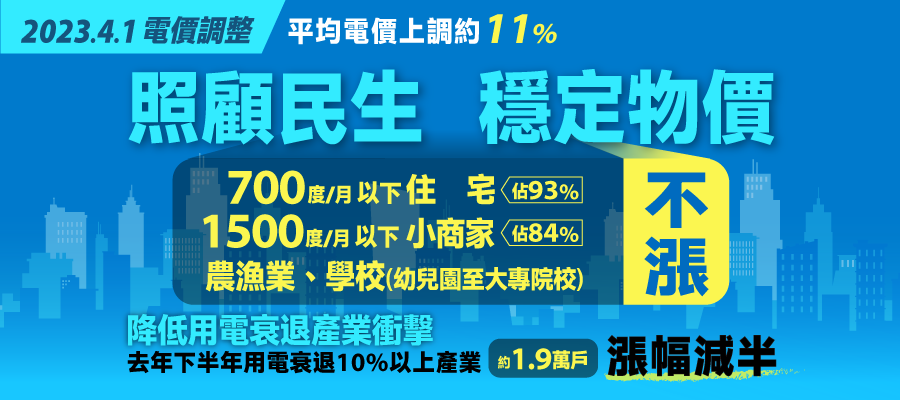 2023.4.1 電價調整 平均電價上調約11%
照顧民生 穩定物價
700度/月 以下 住 宅 佔93%
1500度/月 以下 小商家 佔84%
農漁業、學校(幼兒園至大專院校)
不漲
降低用電衰退產業衝擊
去年下半年用電衰退10%以上產業 約1.9萬戶 漲幅減半